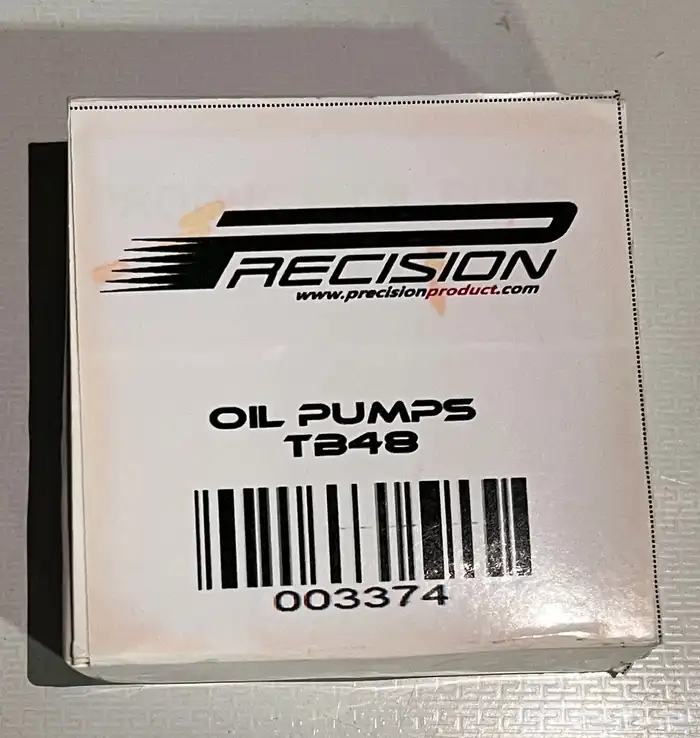 PRECISION
www.precisionproduct.com
OIL PUMPS
TB48
003374